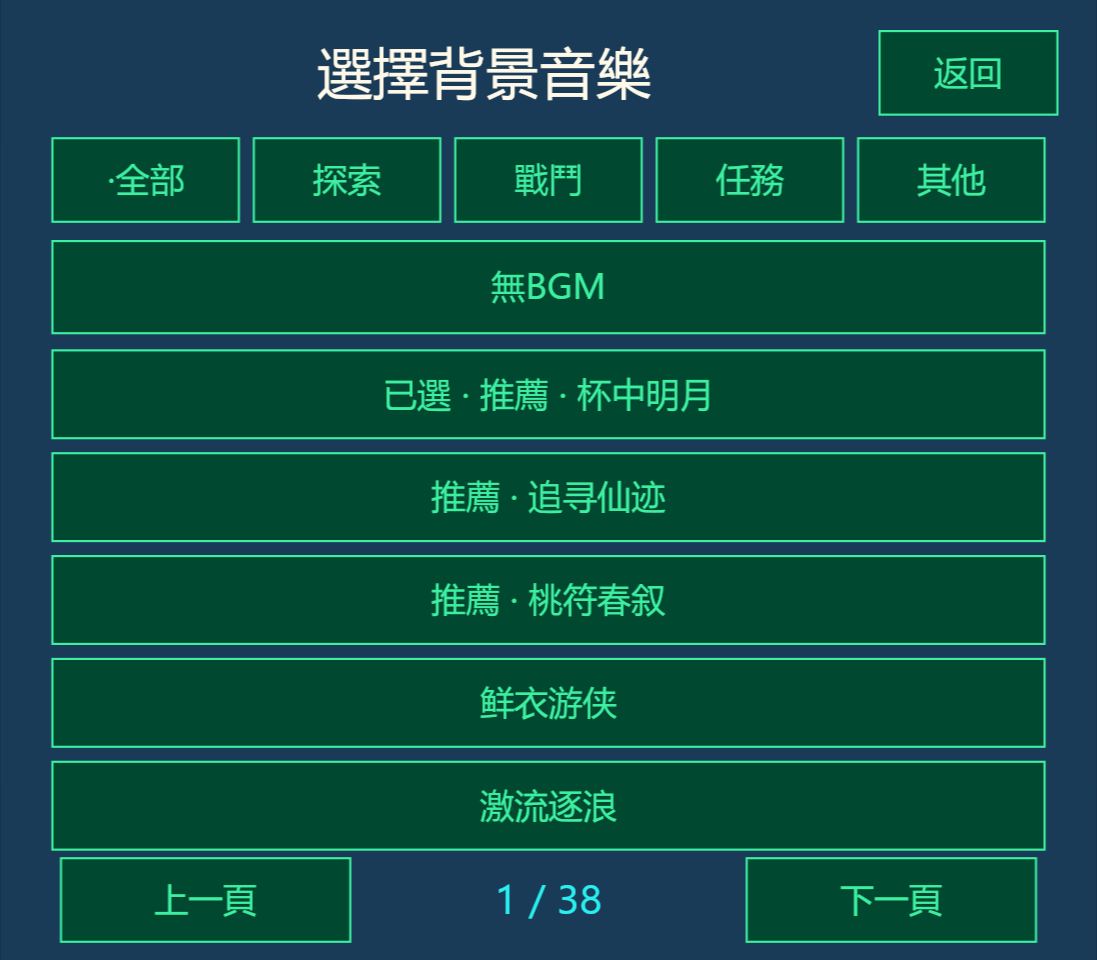 選擇背景音樂
返回
·全部
探索
戰鬥
任務
其他
無BGM
已選 · 推薦 · 杯中明月
推薦 · 追寻仙迹
推薦 · 桃符春叙
鲜衣游侠
激流逐浪
上一頁
1 / 38
下一頁